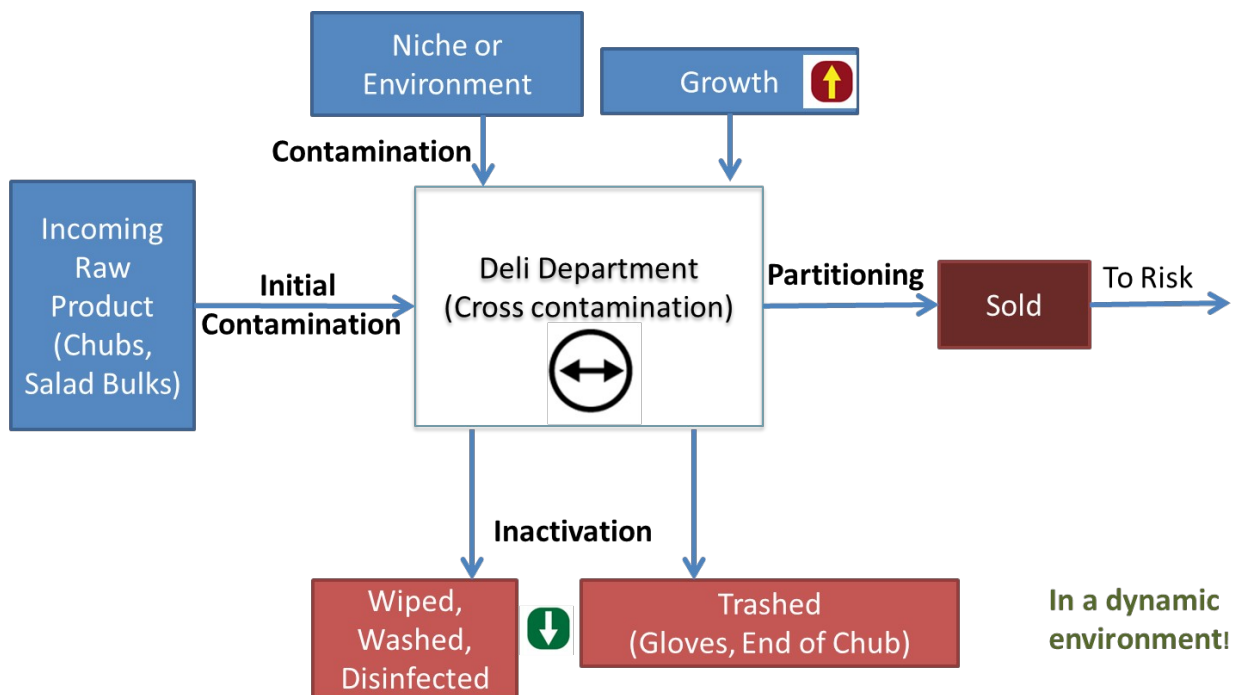 Niche or
Environment
Growth
Contamination
Incoming
Raw
Product
(Chubs,
Salad Bulks)
Initial
Contamination
Deli Department
(Cross contamination)
Partitioning
Sold
To Risk
Inactivation
Wiped,
Washed,
Disinfected
Trashed
(Gloves, End of Chub)
In a dynamic
environment!